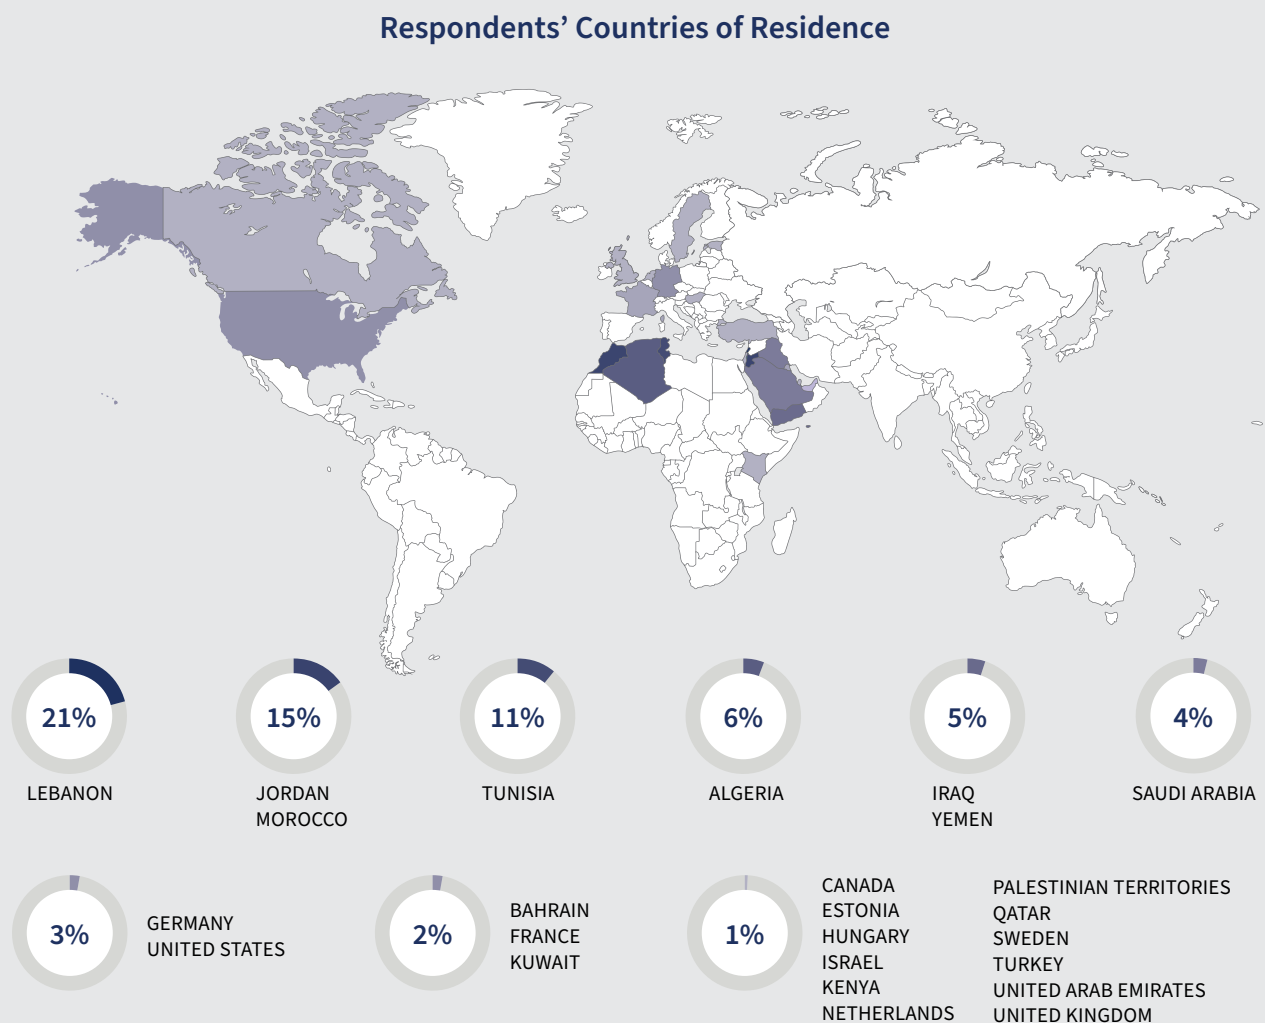 Respondents’ Countries of Residence
21%
LEBANON
15%
JORDAN
MOROCCO
11%
TUNISIA
6%
ALGERIA
5%
IRAQ
YEMEN
4%
SAUDI ARABIA
3%
GERMANY
UNITED STATES
2%
BAHRAIN
FRANCE
KUWAIT
1%
CANADA
ESTONIA
HUNGARY
ISRAEL
KENYA
NETHERLANDS
PALESTINIAN TERRITORIES
QATAR
SWEDEN
TURKEY
UNITED ARAB EMIRATES
UNITED KINGDOM